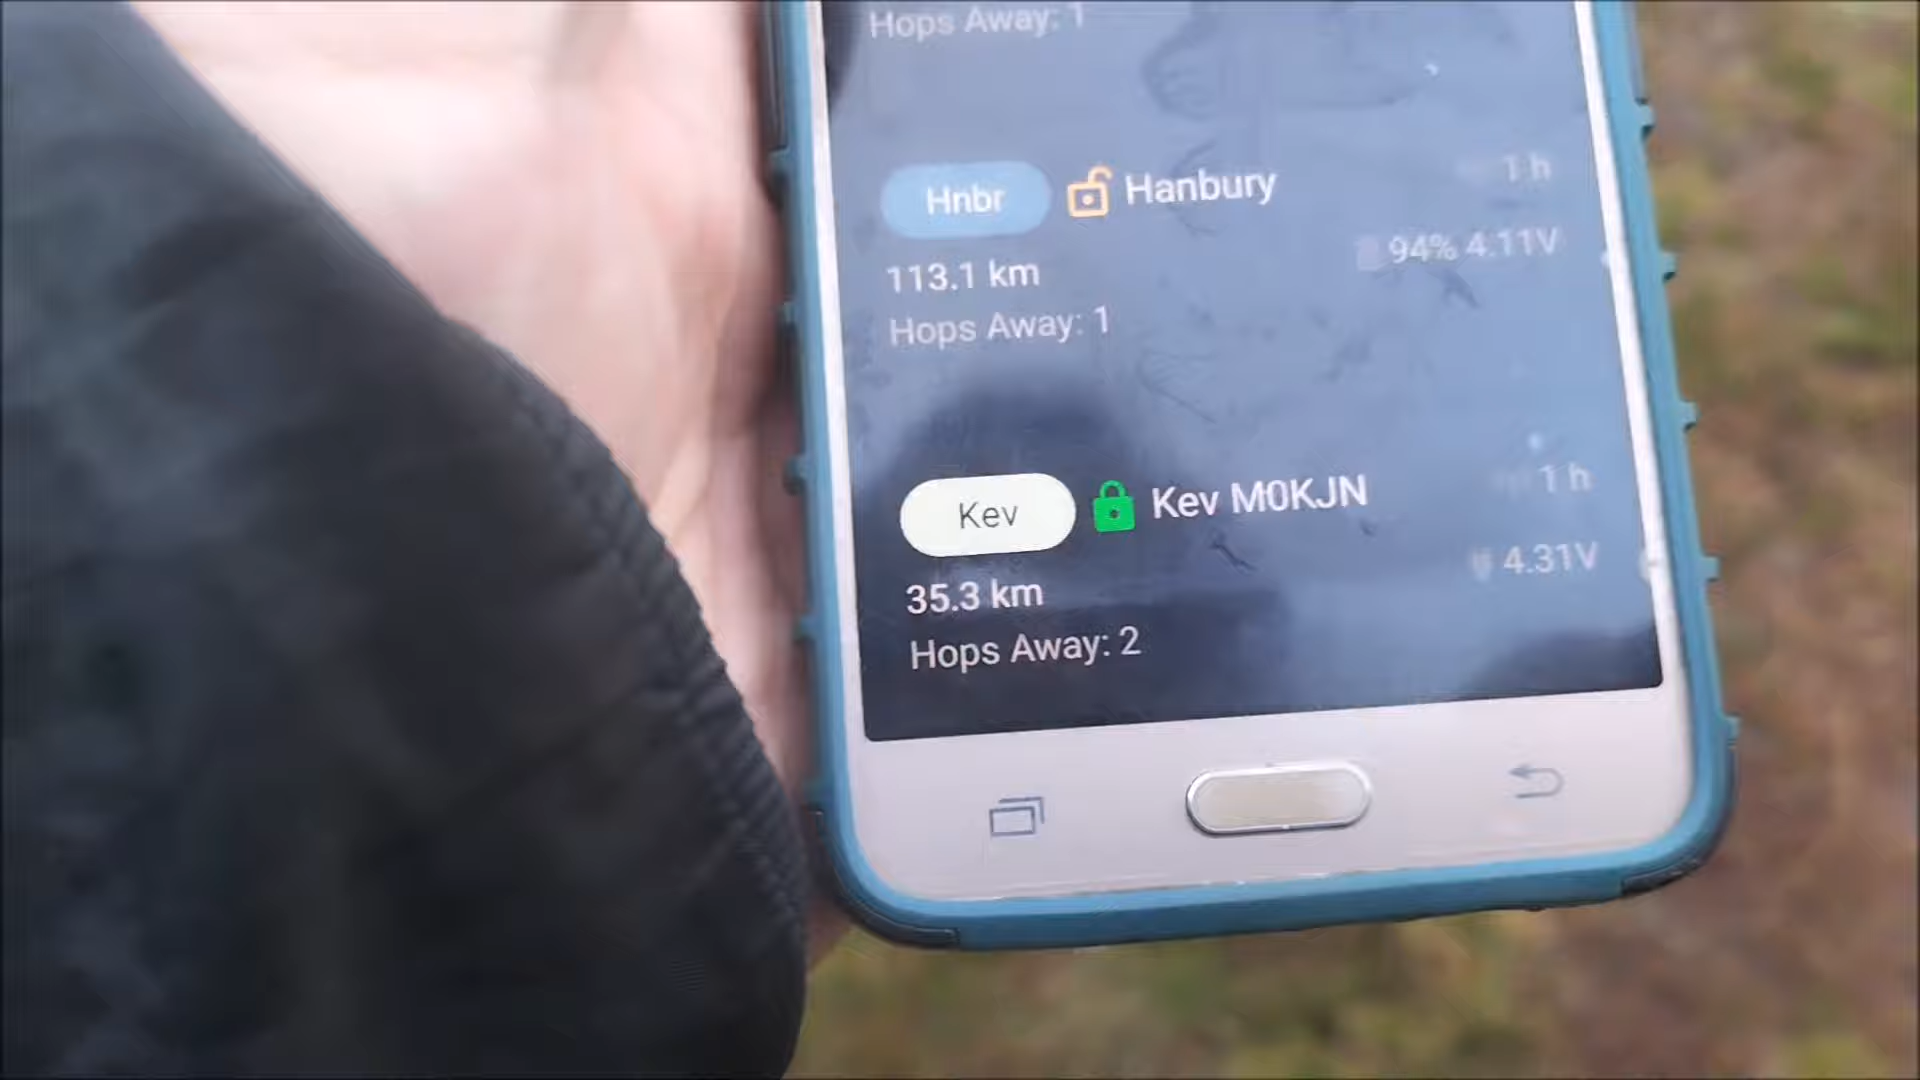 Hops Away: 1
Hnbr Hanbury 1 h
113.1 km 94% 4.11V
Hops Away: 1
Kev Kev M0KJN 1 h
35.3 km 4.31V
Hops Away: 2